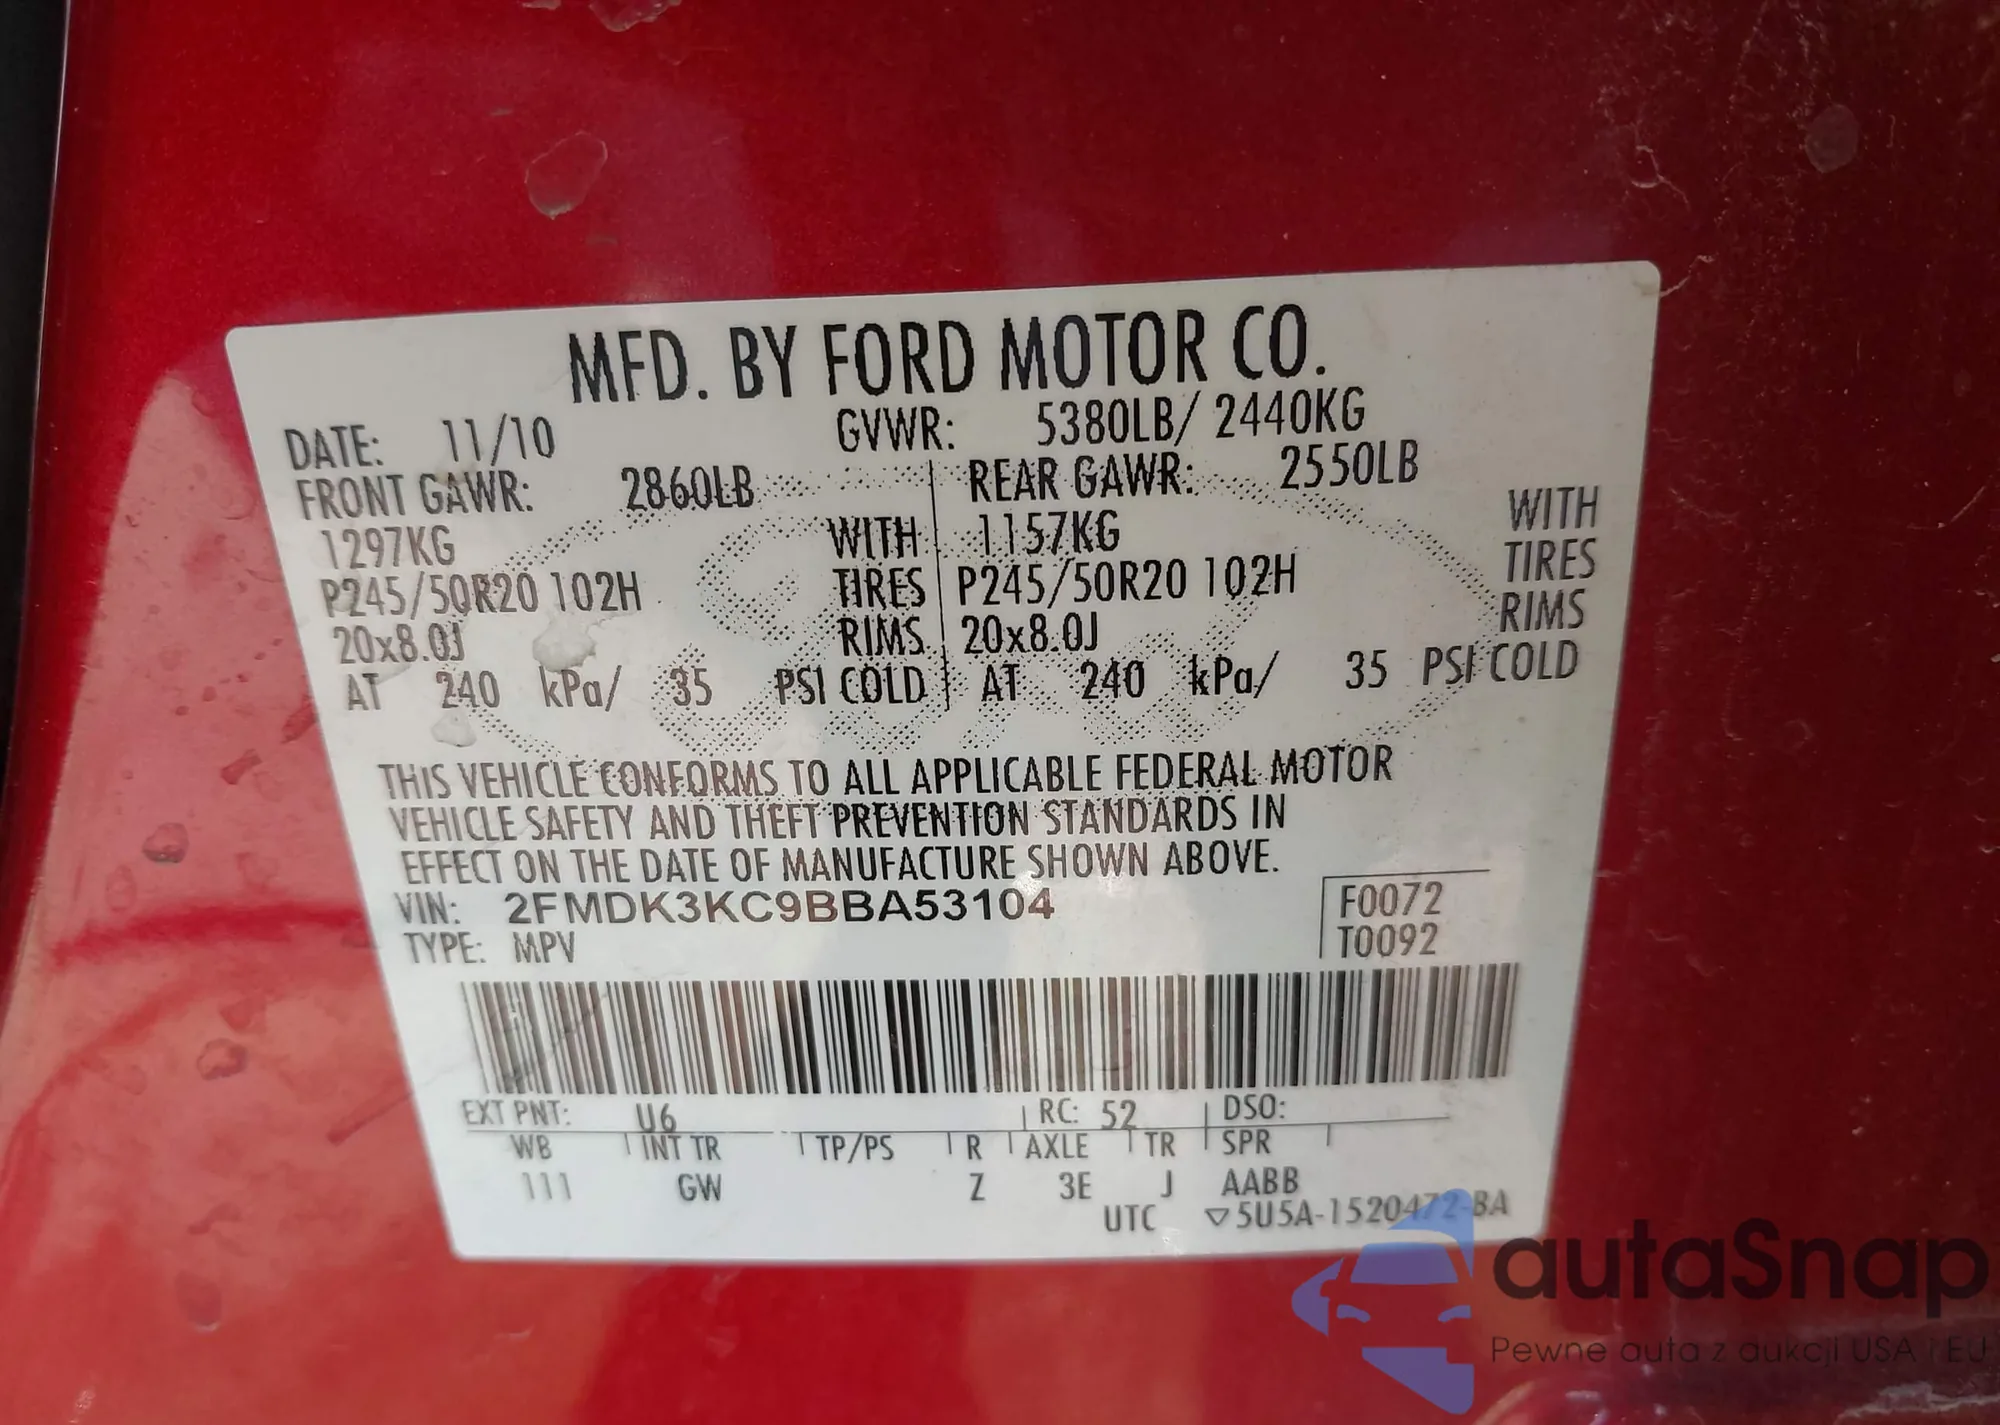 MFD. BY FORD MOTOR CO.
DATE: 11/10 GVWR: 5380LB/ 2440KG
FRONT GAWR: 2860LB REAR GAWR: 2550LB
1297KG WITH 1157KG WITH
P245/50R20 102H TIRES P245/50R20 102H TIRES
20x8.0J RIMS 20x8.0J RIMS
AT 240 kPa/ 35 PSI COLD AT 240 kPa/ 35 PSI COLD
THIS VEHICLE CONFORMS TO ALL APPLICABLE FEDERAL MOTOR
VEHICLE SAFETY AND THEFT PREVENTION STANDARDS IN
EFFECT ON THE DATE OF MANUFACTURE SHOWN ABOVE.
VIN: 2FMDK3KC9BBA53104 F0072
TYPE: MPV T0092
EXT PNT: U6 RC: 52 DSO:
WB INT TR TP/PS R AXLE TR SPR
111 GW Z 3E J AABB
UTC ▽5U5A-1520472-BA
autaSnap
Pewne auta z aukcji USA i EU